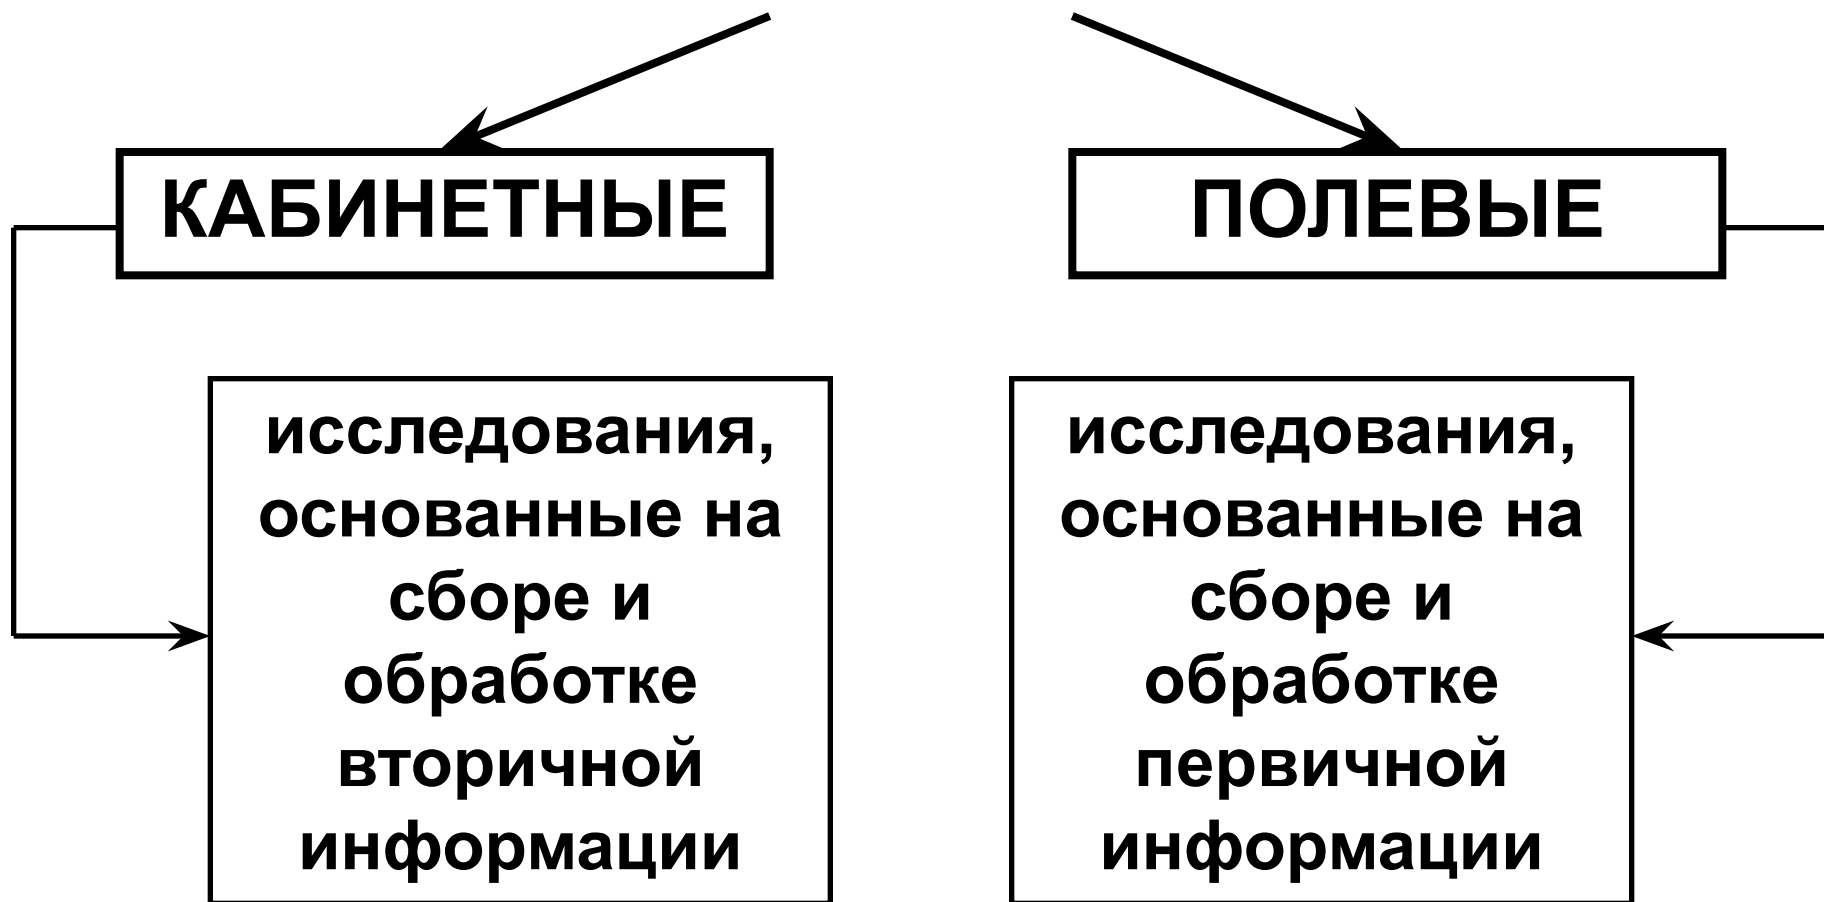 КАБИНЕТНЫЕ
ПОЛЕВЫЕ
исследования,
основанные на
сборе и
обработке
вторичной
информации
исследования,
основанные на
сборе и
обработке
первичной
информации